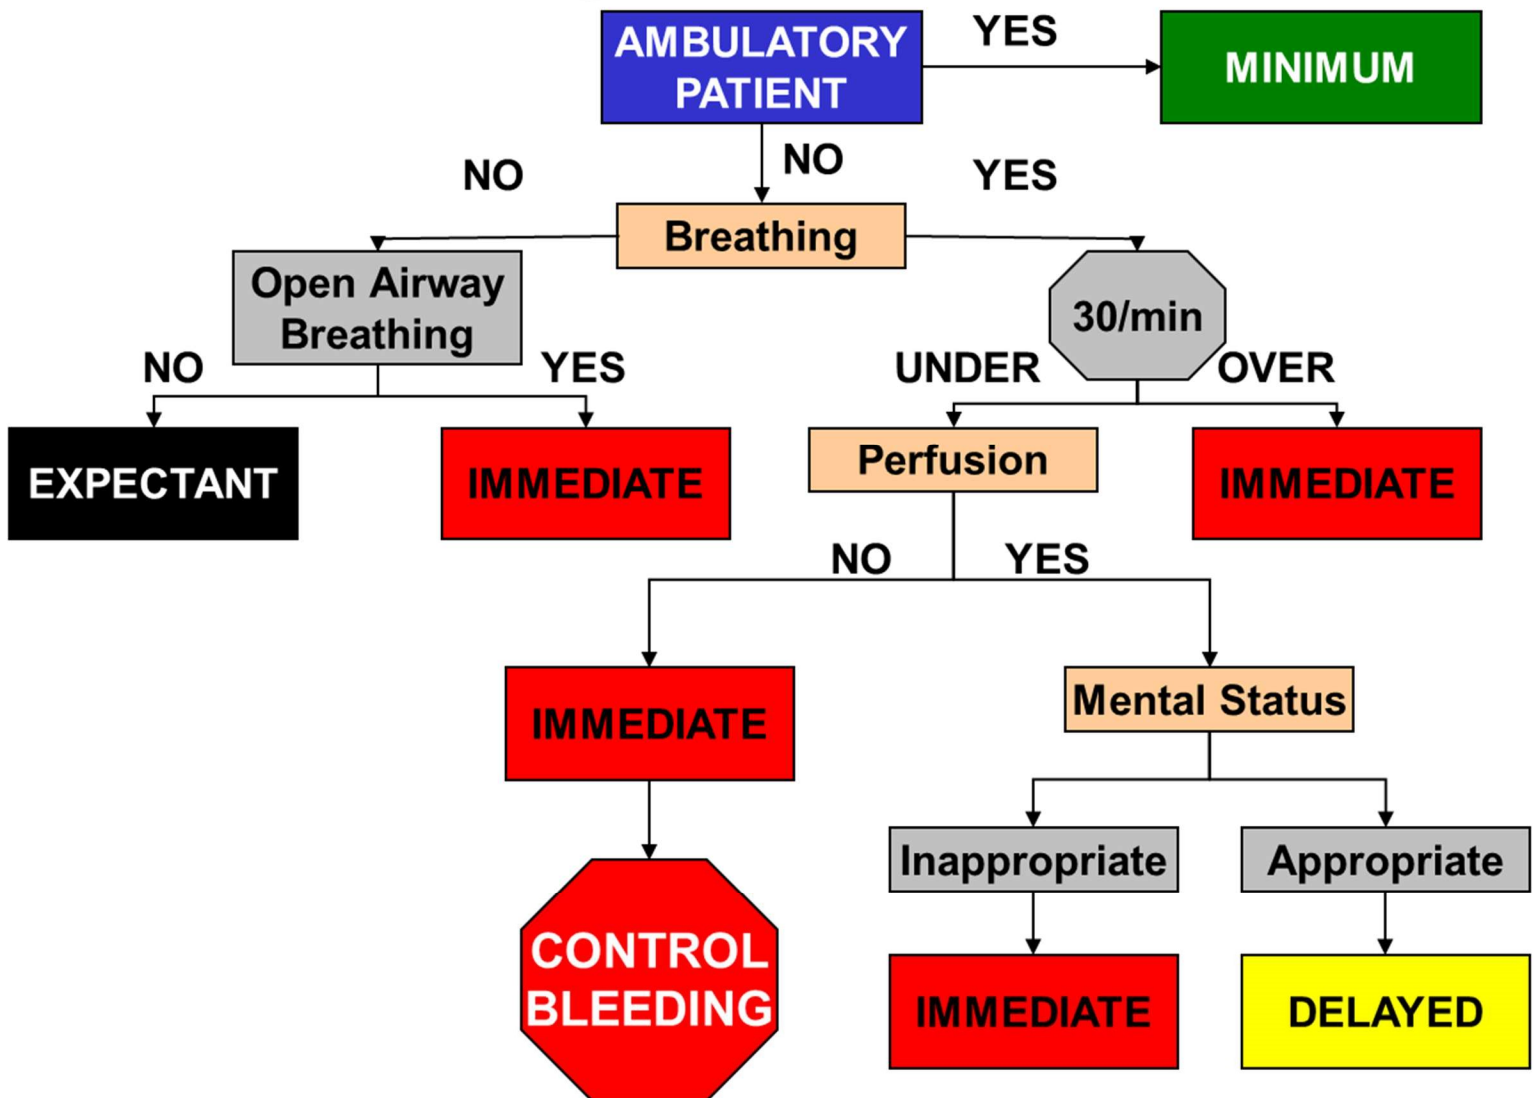 AMBULATORY
PATIENT
YES
MINIMUM
NO
NO
YES
Breathing
Open Airway
Breathing
30/min
NO
YES
UNDER
OVER
EXPECTANT
IMMEDIATE
Perfusion
IMMEDIATE
NO
YES
IMMEDIATE
Mental Status
Inappropriate
Appropriate
CONTROL
BLEEDING
IMMEDIATE
DELAYED